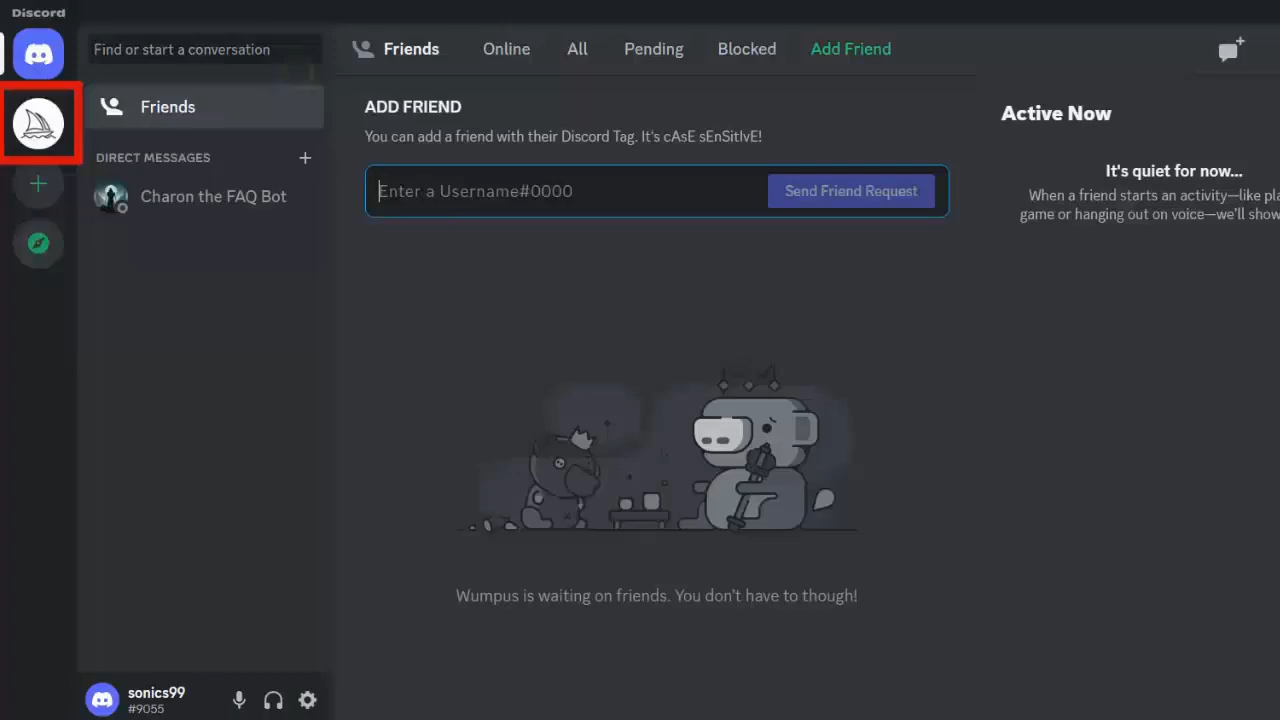 Discord
Find or start a conversation
Friends
DIRECT MESSAGES
Charon the FAQ Bot
sonics99
#9055
Friends Online All Pending Blocked Add Friend
ADD FRIEND
You can add a friend with their Discord Tag. It's cAsE sEnSitIvE!
Enter a Username#0000 Send Friend Request
Wumpus is waiting on friends. You don't have to though!
Active Now
It's quiet for now...
When a friend starts an activity—like pla
game or hanging out on voice—we'll show